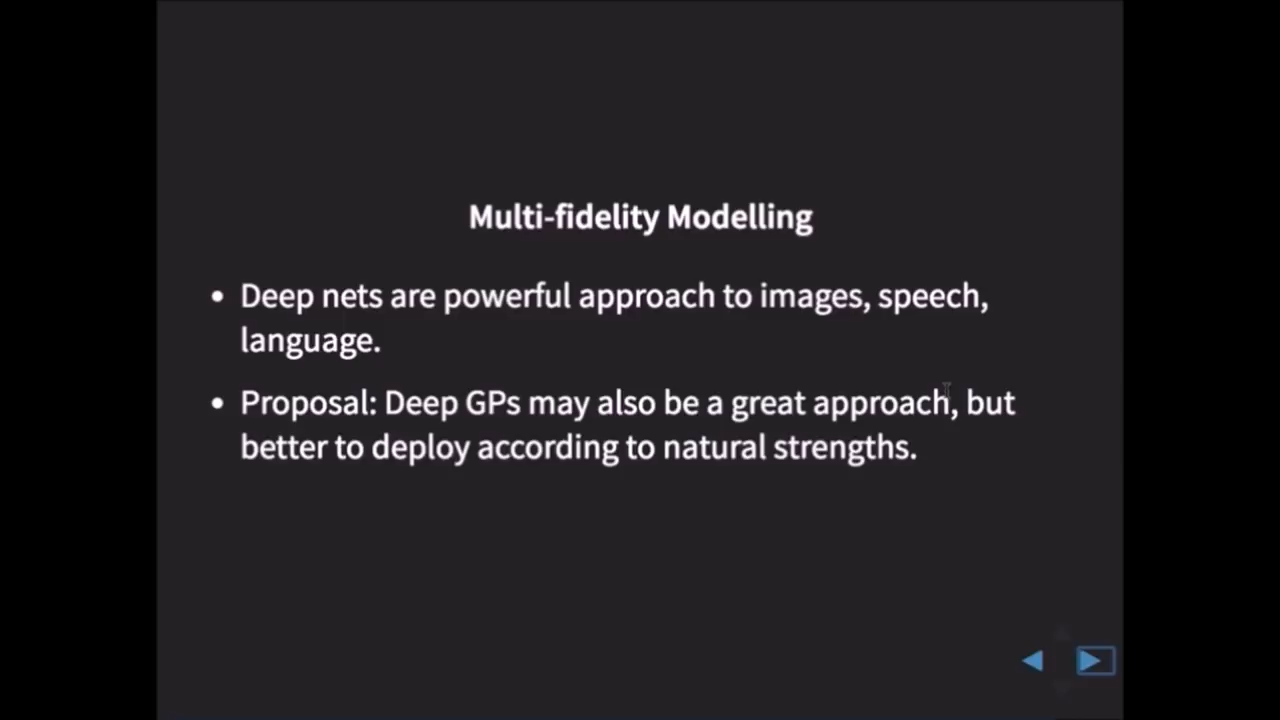 Multi-fidelity Modelling
• Deep nets are powerful approach to images, speech,
language.
• Proposal: Deep GPs may also be a great approach, but
better to deploy according to natural strengths.